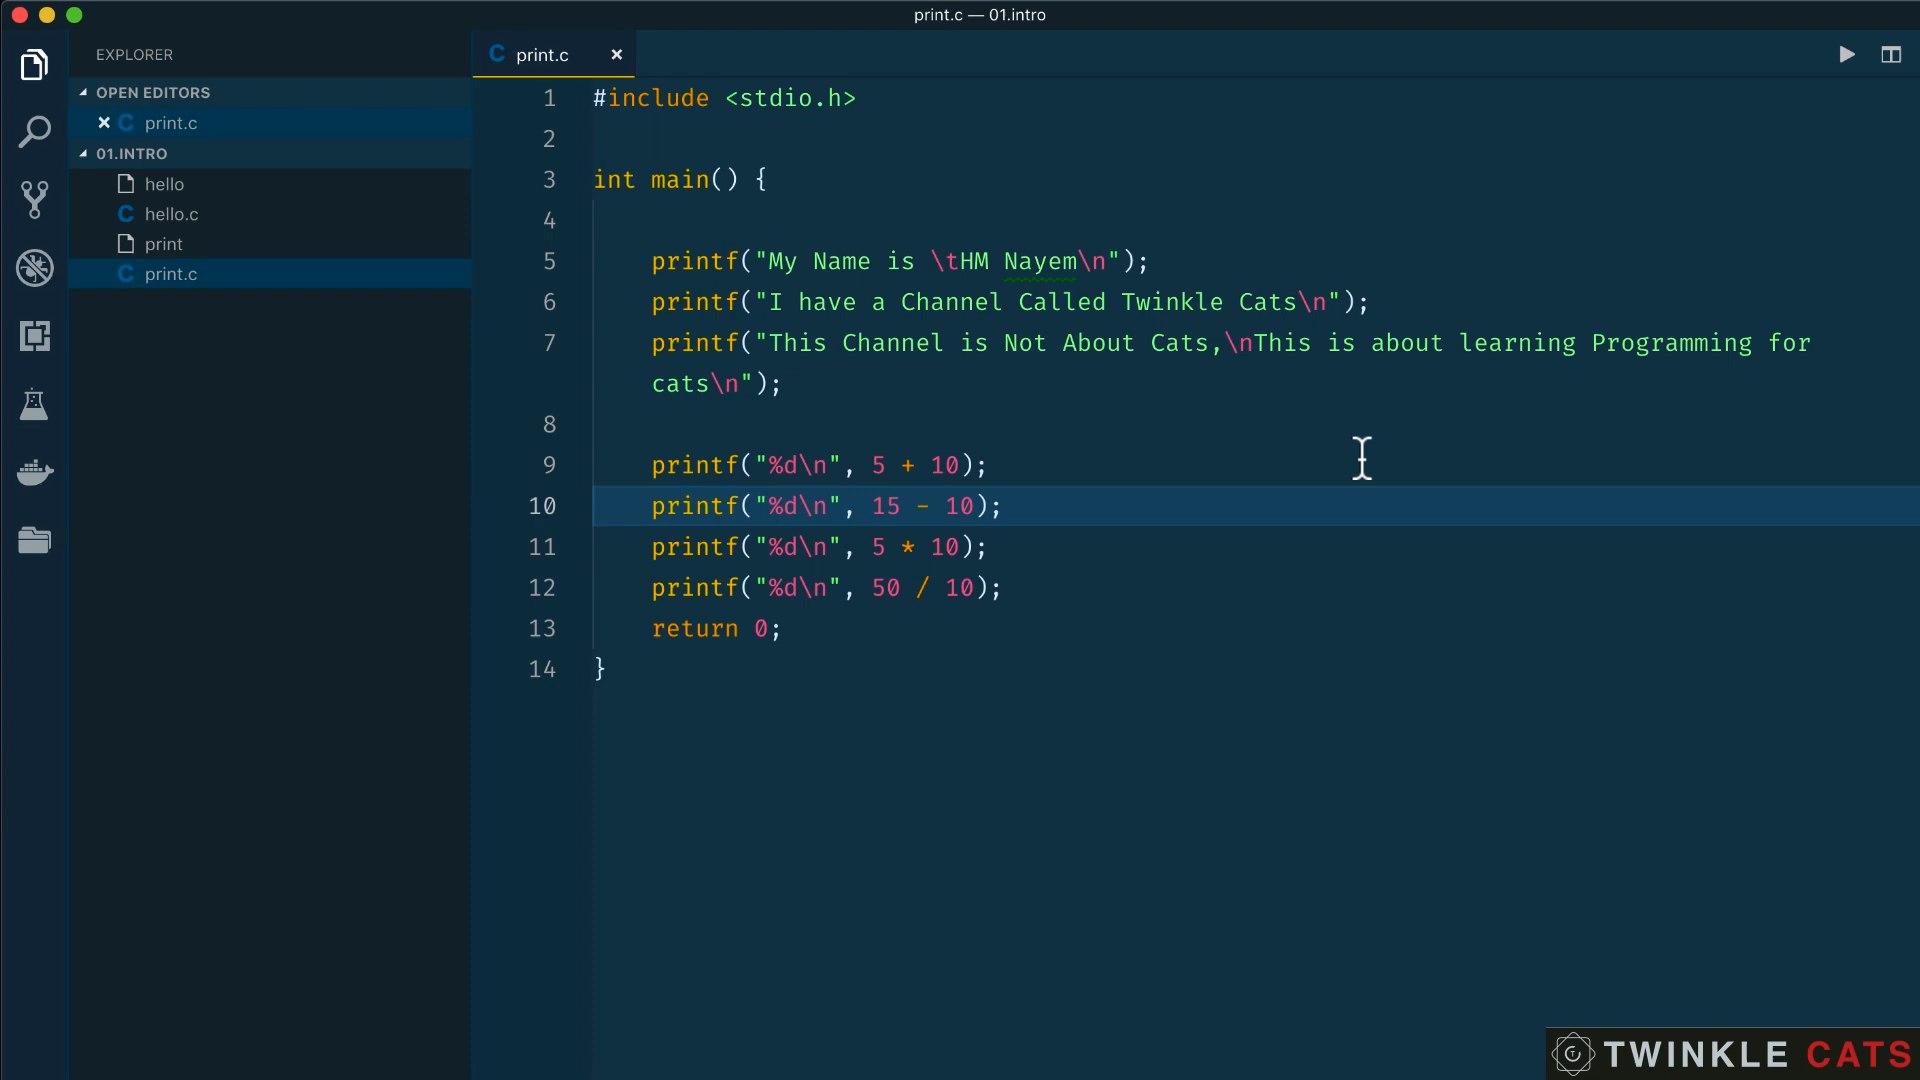 print.c — 01.intro
EXPLORER
OPEN EDITORS
print.c
01.INTRO
hello
hello.c
print
print.c
print.c
1 #include <stdio.h>
2
3 int main() {
4
5 printf("My Name is \tHM Nayem\n");
6 printf("I have a Channel Called Twinkle Cats\n");
7 printf("This Channel is Not About Cats,\nThis is about learning Programming for
cats\n");
8
9 printf("%d\n", 5 + 10);
10 printf("%d\n", 15 - 10);
11 printf("%d\n", 5 * 10);
12 printf("%d\n", 50 / 10);
13 return 0;
14 }
TWINKLE CATS